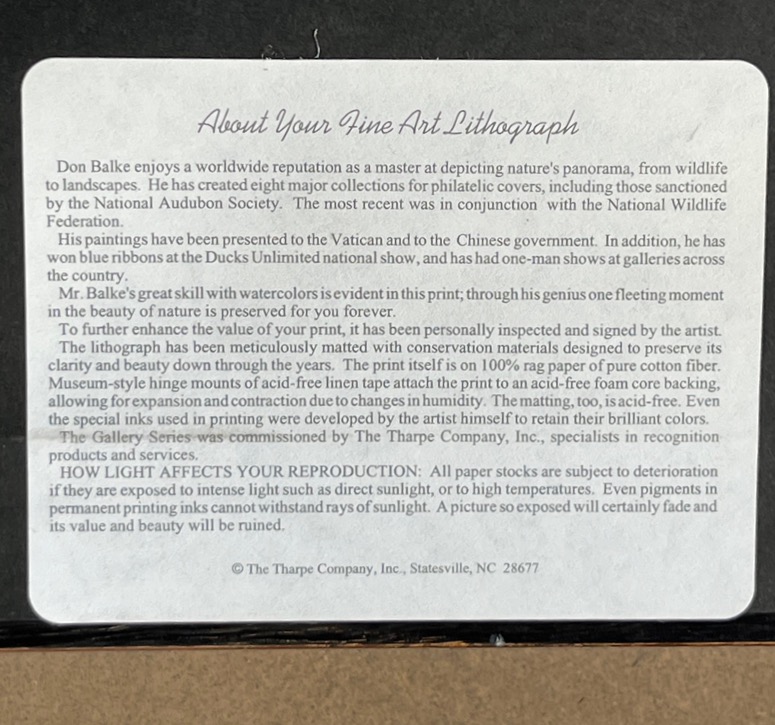 About Your Fine Art Lithograph
Don Balke enjoys a worldwide reputation as a master at depicting nature's panorama, from wildlife
to landscapes. He has created eight major collections for philatelic covers, including those sanctioned
by the National Audubon Society. The most recent was in conjunction with the National Wildlife
Federation.
His paintings have been presented to the Vatican and to the Chinese government. In addition, he has
won blue ribbons at the Ducks Unlimited national show, and has had one-man shows at galleries across
the country.
Mr. Balke's great skill with watercolors is evident in this print; through his genius one fleeting moment
in the beauty of nature is preserved for you forever.
To further enhance the value of your print, it has been personally inspected and signed by the artist.
The lithograph has been meticulously matted with conservation materials designed to preserve its
clarity and beauty down through the years. The print itself is on 100% rag paper of pure cotton fiber.
Museum-style hinge mounts of acid-free linen tape attach the print to an acid-free foam core backing,
allowing for expansion and contraction due to changes in humidity. The matting, too, is acid-free. Even
the special inks used in printing were developed by the artist himself to retain their brilliant colors.
The Gallery Series was commissioned by The Tharpe Company, Inc., specialists in recognition
products and services.
HOW LIGHT AFFECTS YOUR REPRODUCTION: All paper stocks are subject to deterioration
if they are exposed to intense light such as direct sunlight, or to high temperatures. Even pigments in
permanent printing inks cannot withstand rays of sunlight. A picture so exposed will certainly fade and
its value and beauty will be ruined.
© The Tharpe Company, Inc., Statesville, NC 28677